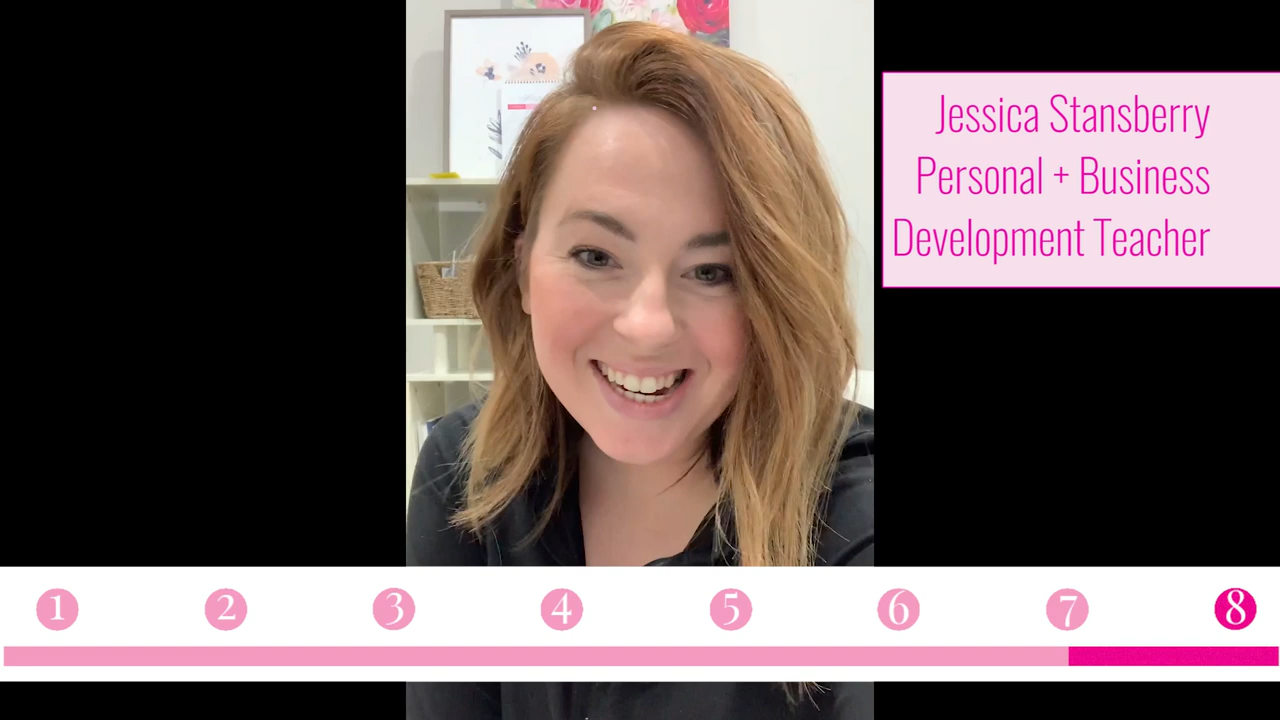 Jessica Stansberry
Personal + Business
Development Teacher
1 2 3 4 5 6 7 8